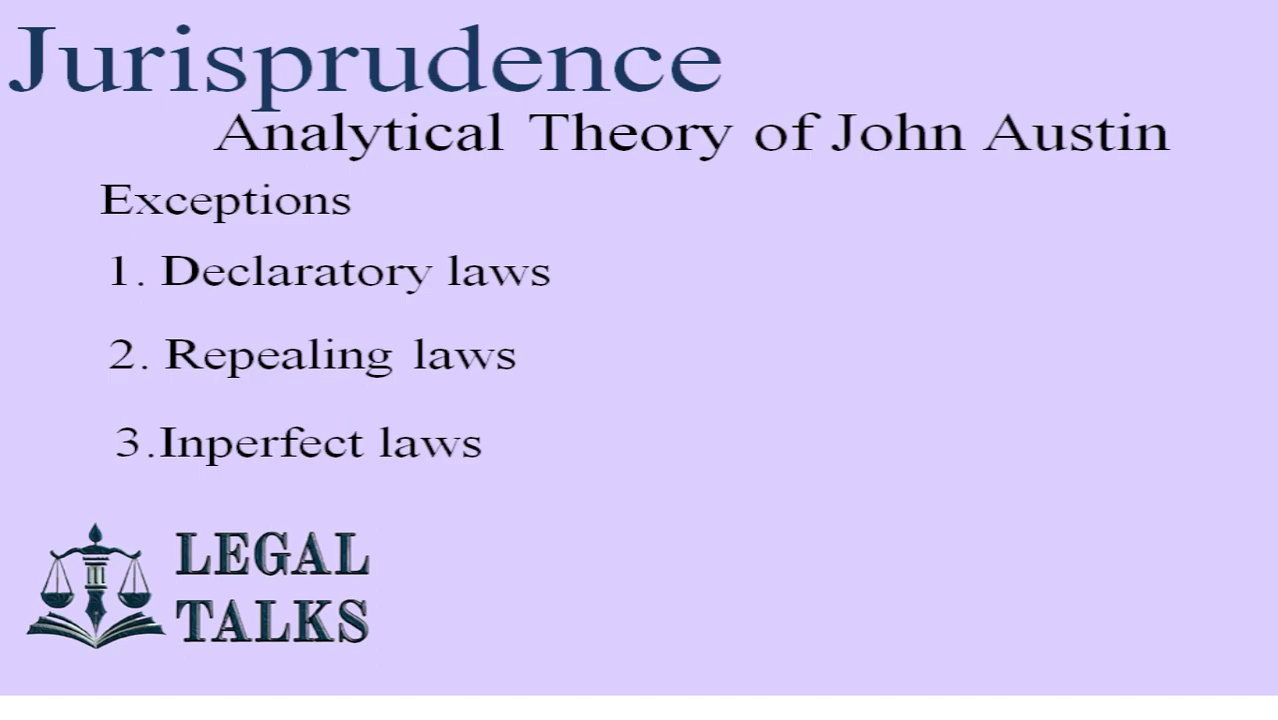 Jurisprudence
Analytical Theory of John Austin
Exceptions
1. Declaratory laws
2. Repealing laws
3.Inperfect laws
LEGAL
TALKS